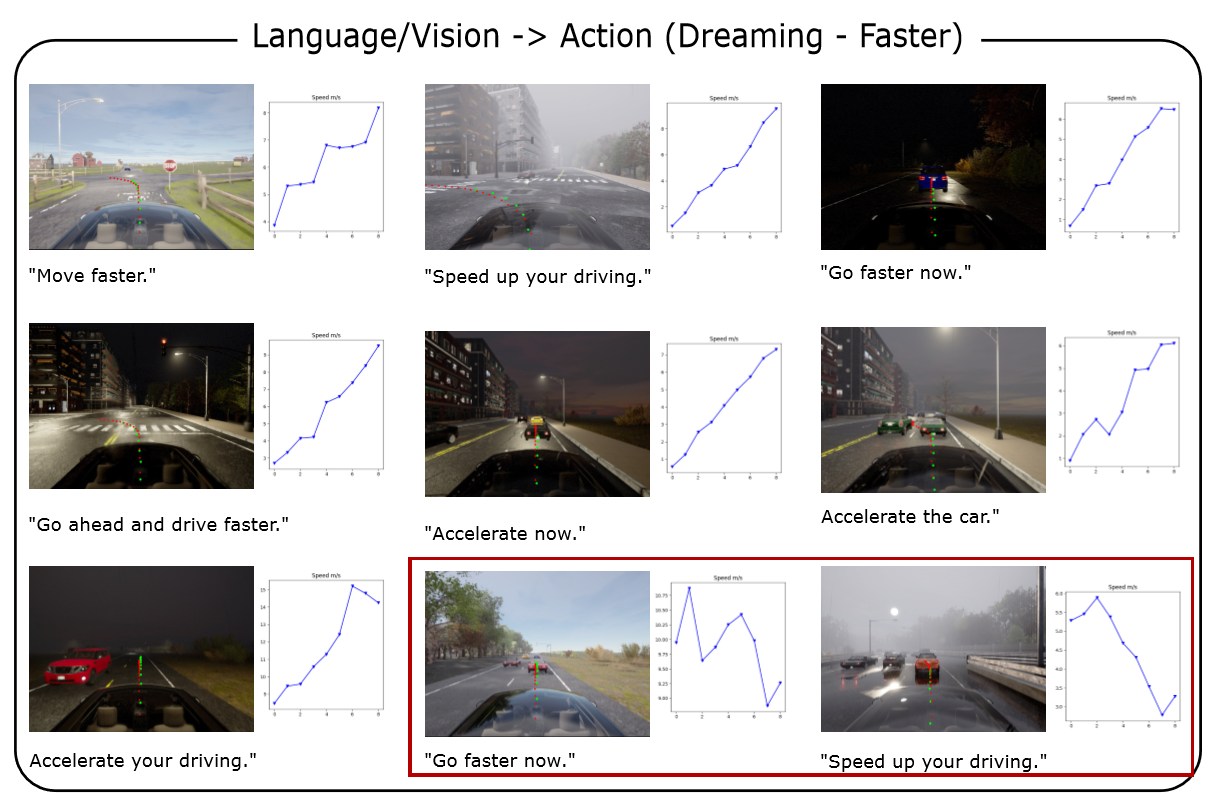 Language/Vision -> Action (Dreaming - Faster)
Speed m/s
Speed m/s
Speed m/s
"Move faster."
"Speed up your driving."
"Go faster now."
Speed m/s
Speed m/s
Speed m/s
"Go ahead and drive faster."
"Accelerate now."
Accelerate the car."
Speed m/s
Speed m/s
Speed m/s
Accelerate your driving."
"Go faster now."
"Speed up your driving."